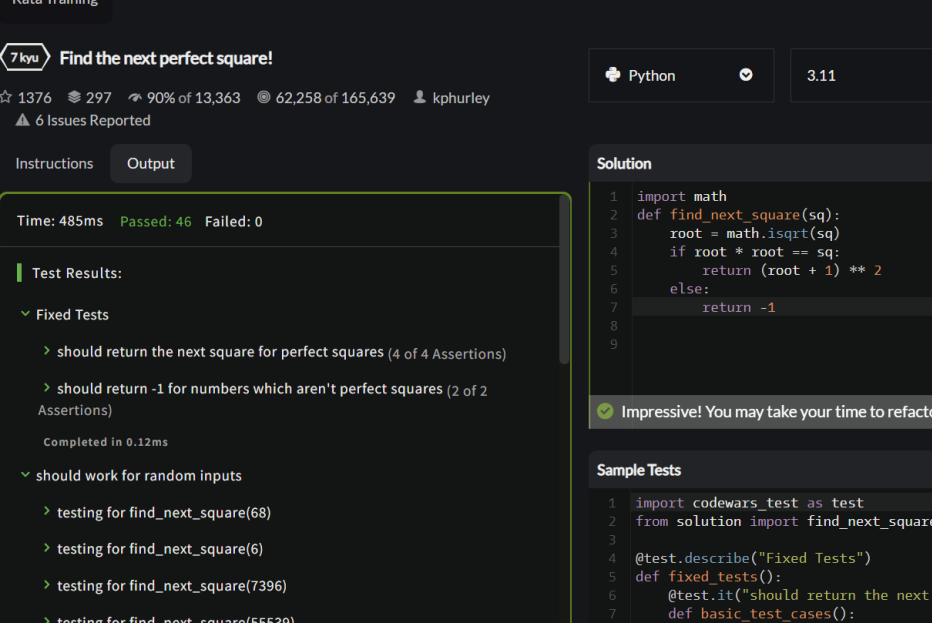 Kata Training
7 kyu
Find the next perfect square!
1376 297 90% of 13,363 62,258 of 165,639 kphurley
6 Issues Reported
Instructions Output
Time: 485ms Passed: 46 Failed: 0
Test Results:
Fixed Tests
should return the next square for perfect squares (4 of 4 Assertions)
should return -1 for numbers which aren't perfect squares (2 of 2
Assertions)
Completed in 0.12ms
should work for random inputs
testing for find_next_square(68)
testing for find_next_square(6)
testing for find_next_square(7396)
testing for find_next_square(55539)
Python 3.11
Solution
1 import math
2 def find_next_square(sq):
3     root = math.isqrt(sq)
4     if root * root == sq:
5         return (root + 1) ** 2
6     else:
7         return -1
8
9
Impressive! You may take your time to refacto
Sample Tests
1 import codewars_test as test
2 from solution import find_next_square
3
4 @test.describe("Fixed Tests")
5 def fixed_tests():
6     @test.it("should return the next
7     def basic_test_cases():